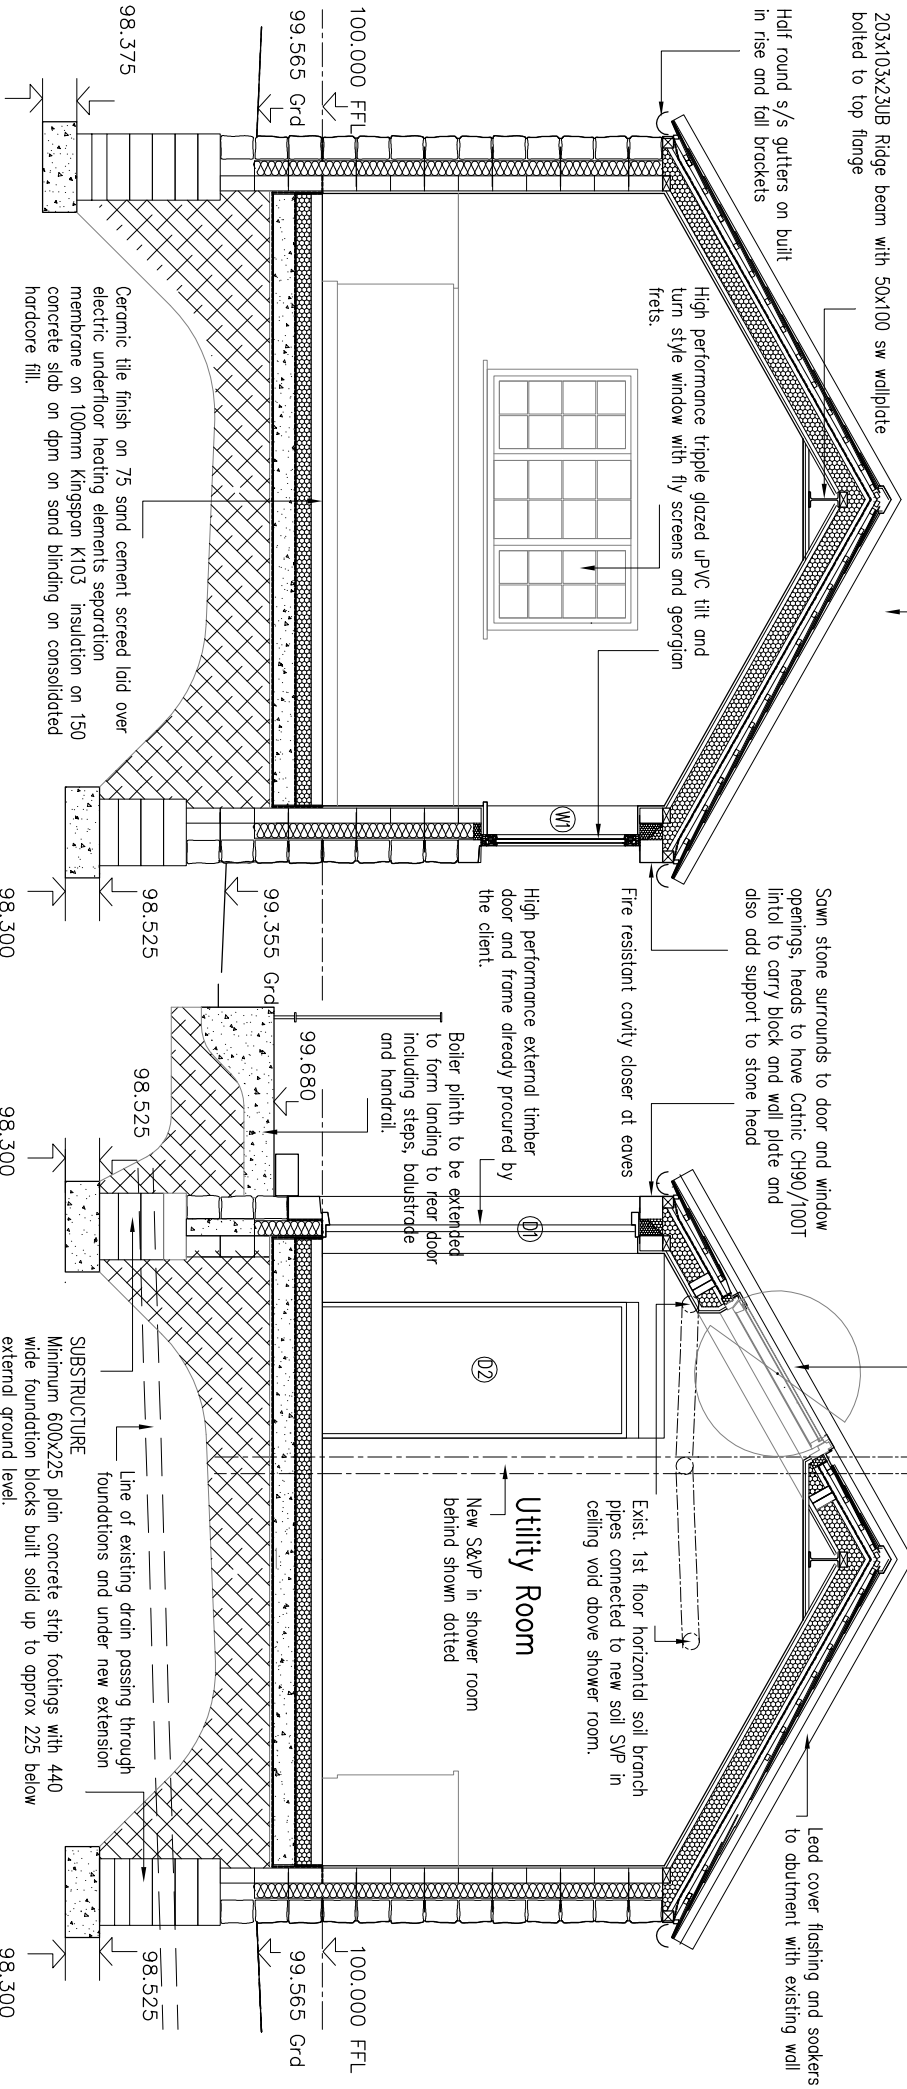 203x103x23UB Ridge beam with 50x100 sw wallplate
bolted to top flange
Half round s/s gutters on built
in rise and fall brackets
High performance tripple glazed uPVC tilt and
turn style window with fly screens and georgian
frets.
100.000 FFL
99.565 Grd
98.375
Ceramic tile finish on 75 sand cement screed laid over
electric underfloor heating elements separation
membrane on 100mm Kingspan K103 insulation on 150
concrete slab on dpm on sand blinding on consolidated
hardcore fill.
W1
Sawn stone surrounds to door and window
openings, heads to have Catnic CH90/100T
lintol to carry block and wall plate and
also add support to stone head
Fire resistant cavity closer at eaves
High performance external timber
door and frame already procured by
the client.
99.355 Grd
98.525
98.300
Boiler plinth to be extended
to form landing to rear door
including steps, balustrade
and handrail.
99.680
98.525
98.300
D1
D2
Exist. 1st floor horizontal soil branch
pipes connected to new soil SVP in
ceiling void above shower room.
Utility Room
New S&VP in shower room
behind shown dotted
Line of existing drain passing through
foundations and under new extension
SUBSTRUCTURE
Minimum 600x225 plain concrete strip footings with 440
wide foundation blocks built solid up to approx 225 below
external ground level.
Lead cover flashing and soakers
to abutment with existing wall
100.000 FFL
99.565 Grd
98.525
98.300